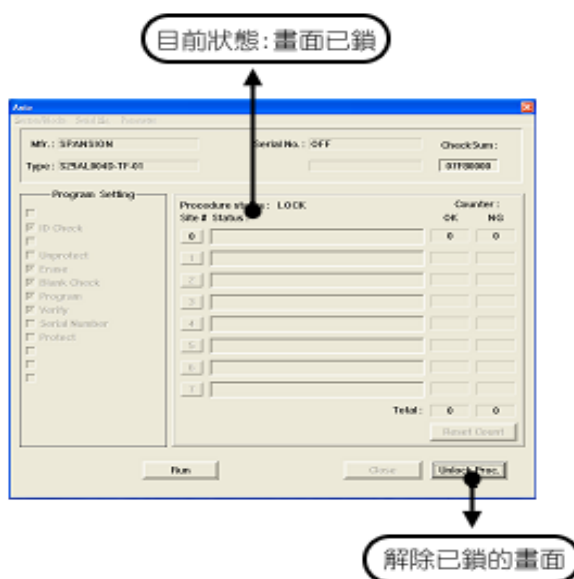 目前狀態:畫面已鎖
Auto
Mfr.: SPANSION
Serial No.: OFF
CheckSum:
Type: S29AL004D-TF-01
07F80000
Program Setting
Procedure status: LOCK
Counter:
Site # Status
OK NG
ID Check
0 0 0
Unprotect
1
Erase
Blank Check
2
Program
3
Verify
Serial Number
4
Protect
5
6
7
Total: 0 0
Reset Count
Run
Close
Unlock Proc.
解除已鎖的畫面